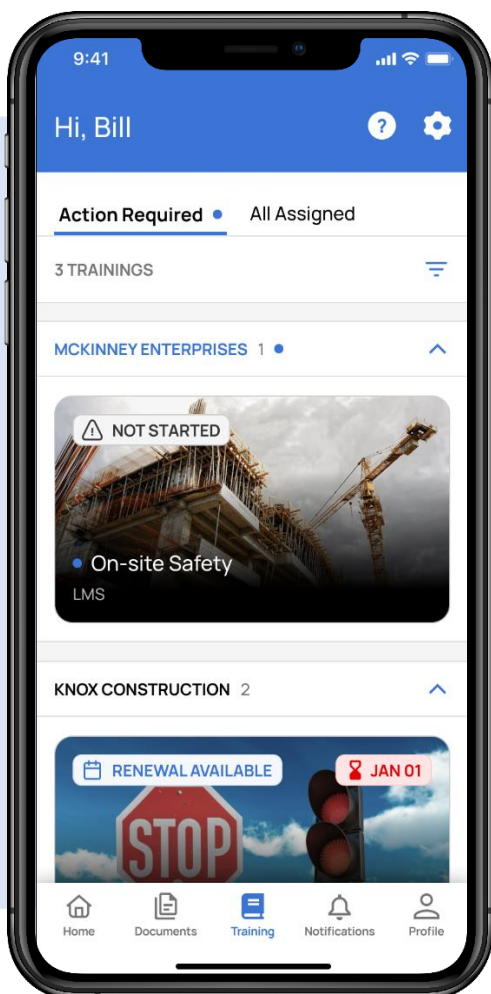 9:41
Hi, Bill
?
Action Required
All Assigned
3 TRAININGS
MCKINNEY ENTERPRISES 1
NOT STARTED
On-site Safety
LMS
KNOX CONSTRUCTION 2
RENEWAL AVAILABLE
JAN 01
STOP
Home
Documents
Training
Notifications
Profile